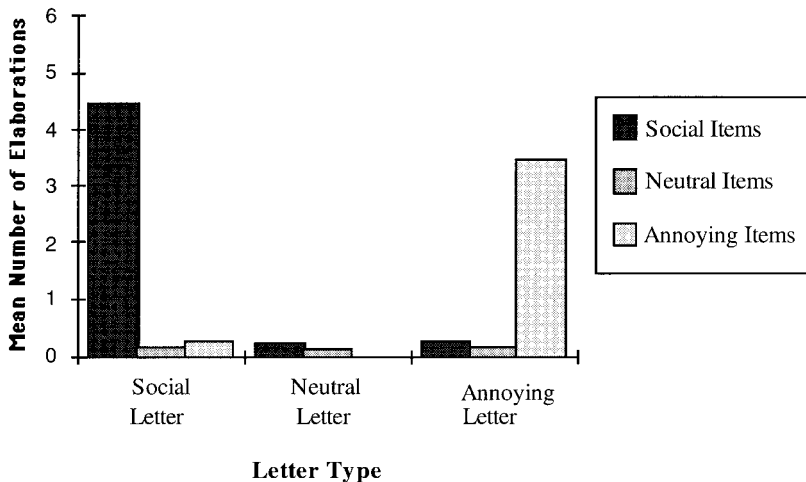 Mean Number of Elaborations
6
5
4
3
2
1
0
Social
Letter
Neutral
Letter
Annoying
Letter
Letter Type
Social Items
Neutral Items
Annoying Items